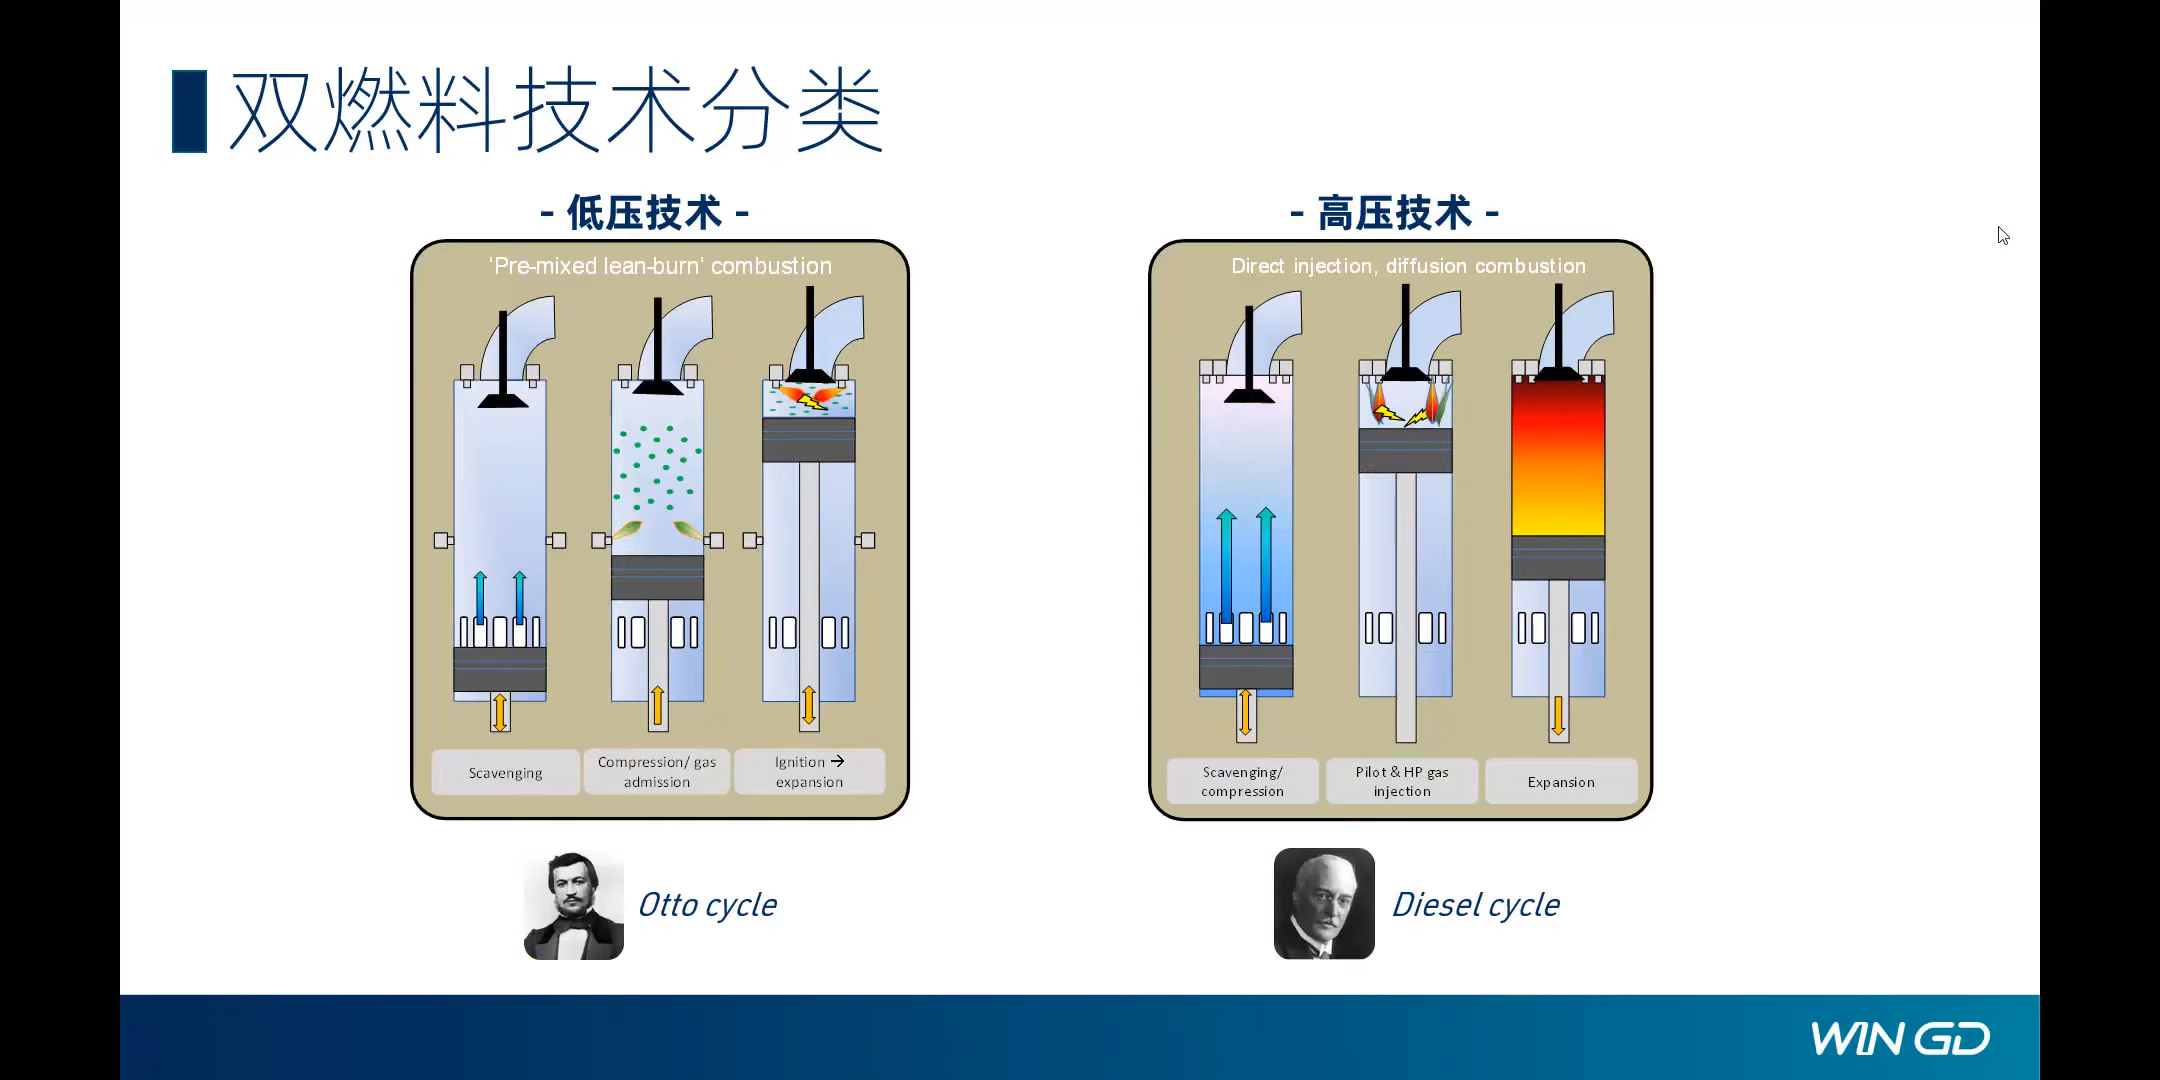 双燃料技术分类
- 低压技术 -
'Pre-mixed lean-burn' combustion
Scavenging
Compression/ gas
admission
Ignition →
expansion
Otto cycle
- 高压技术 -
Direct injection, diffusion combustion
Scavenging/
compression
Pilot & HP gas
injection
Expansion
Diesel cycle
WIN GD